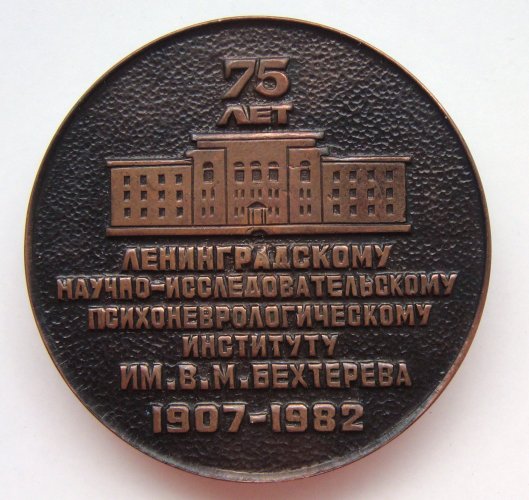 75
ЛЕТ
ЛЕНИНГРАДСКОМУ
НАУЧНО-ИССЛЕДОВАТЕЛЬСКОМУ
ПСИХОНЕВРОЛОГИЧЕСКОМУ
ИНСТИТУТУ
ИМ.В.М.БЕХТЕРЕВА
1907-1982